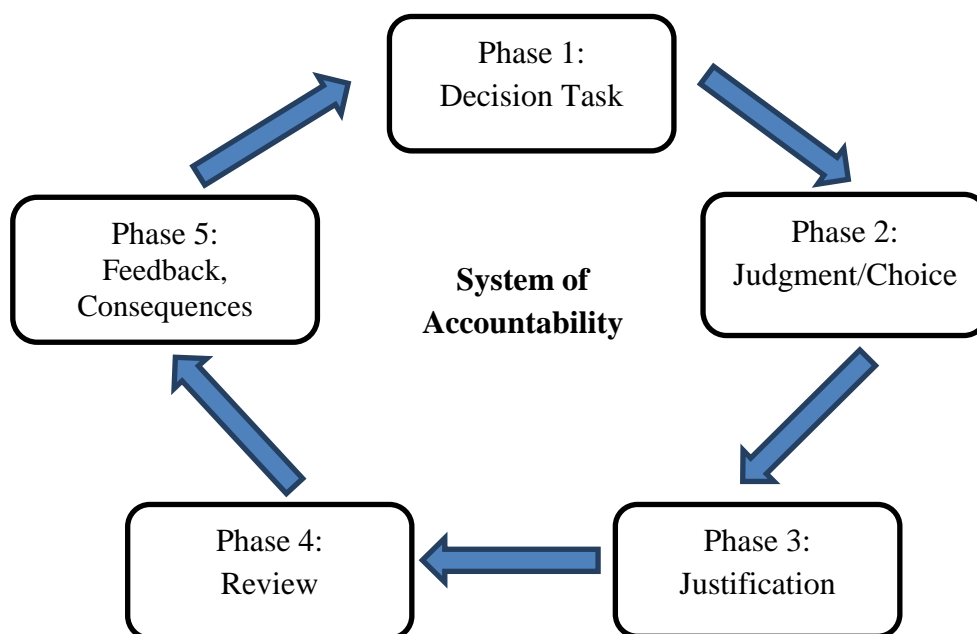 Phase 1:
Decision Task
Phase 2:
Judgment/Choice
Phase 3:
Justification
Phase 4:
Review
Phase 5:
Feedback,
Consequences
System of
Accountability